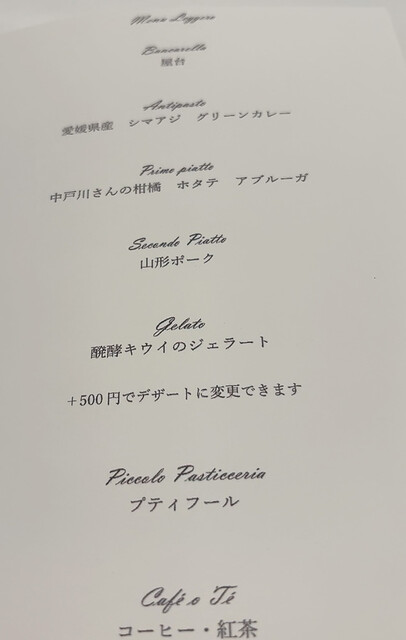 Menu Leggero
Bancarella
屋台
Antipasto
愛媛県産 シマアジ グリーンカレー
Primo piatto
中戸川さんの柑橘 ホタテ アブルーガ
Secondo Piatto
山形ポーク
Gelato
醗酵キウイのジェラート
+500円でデザートに変更できます
Piccolo Pasticceria
プティフール
Café o Té
コーヒー・紅茶